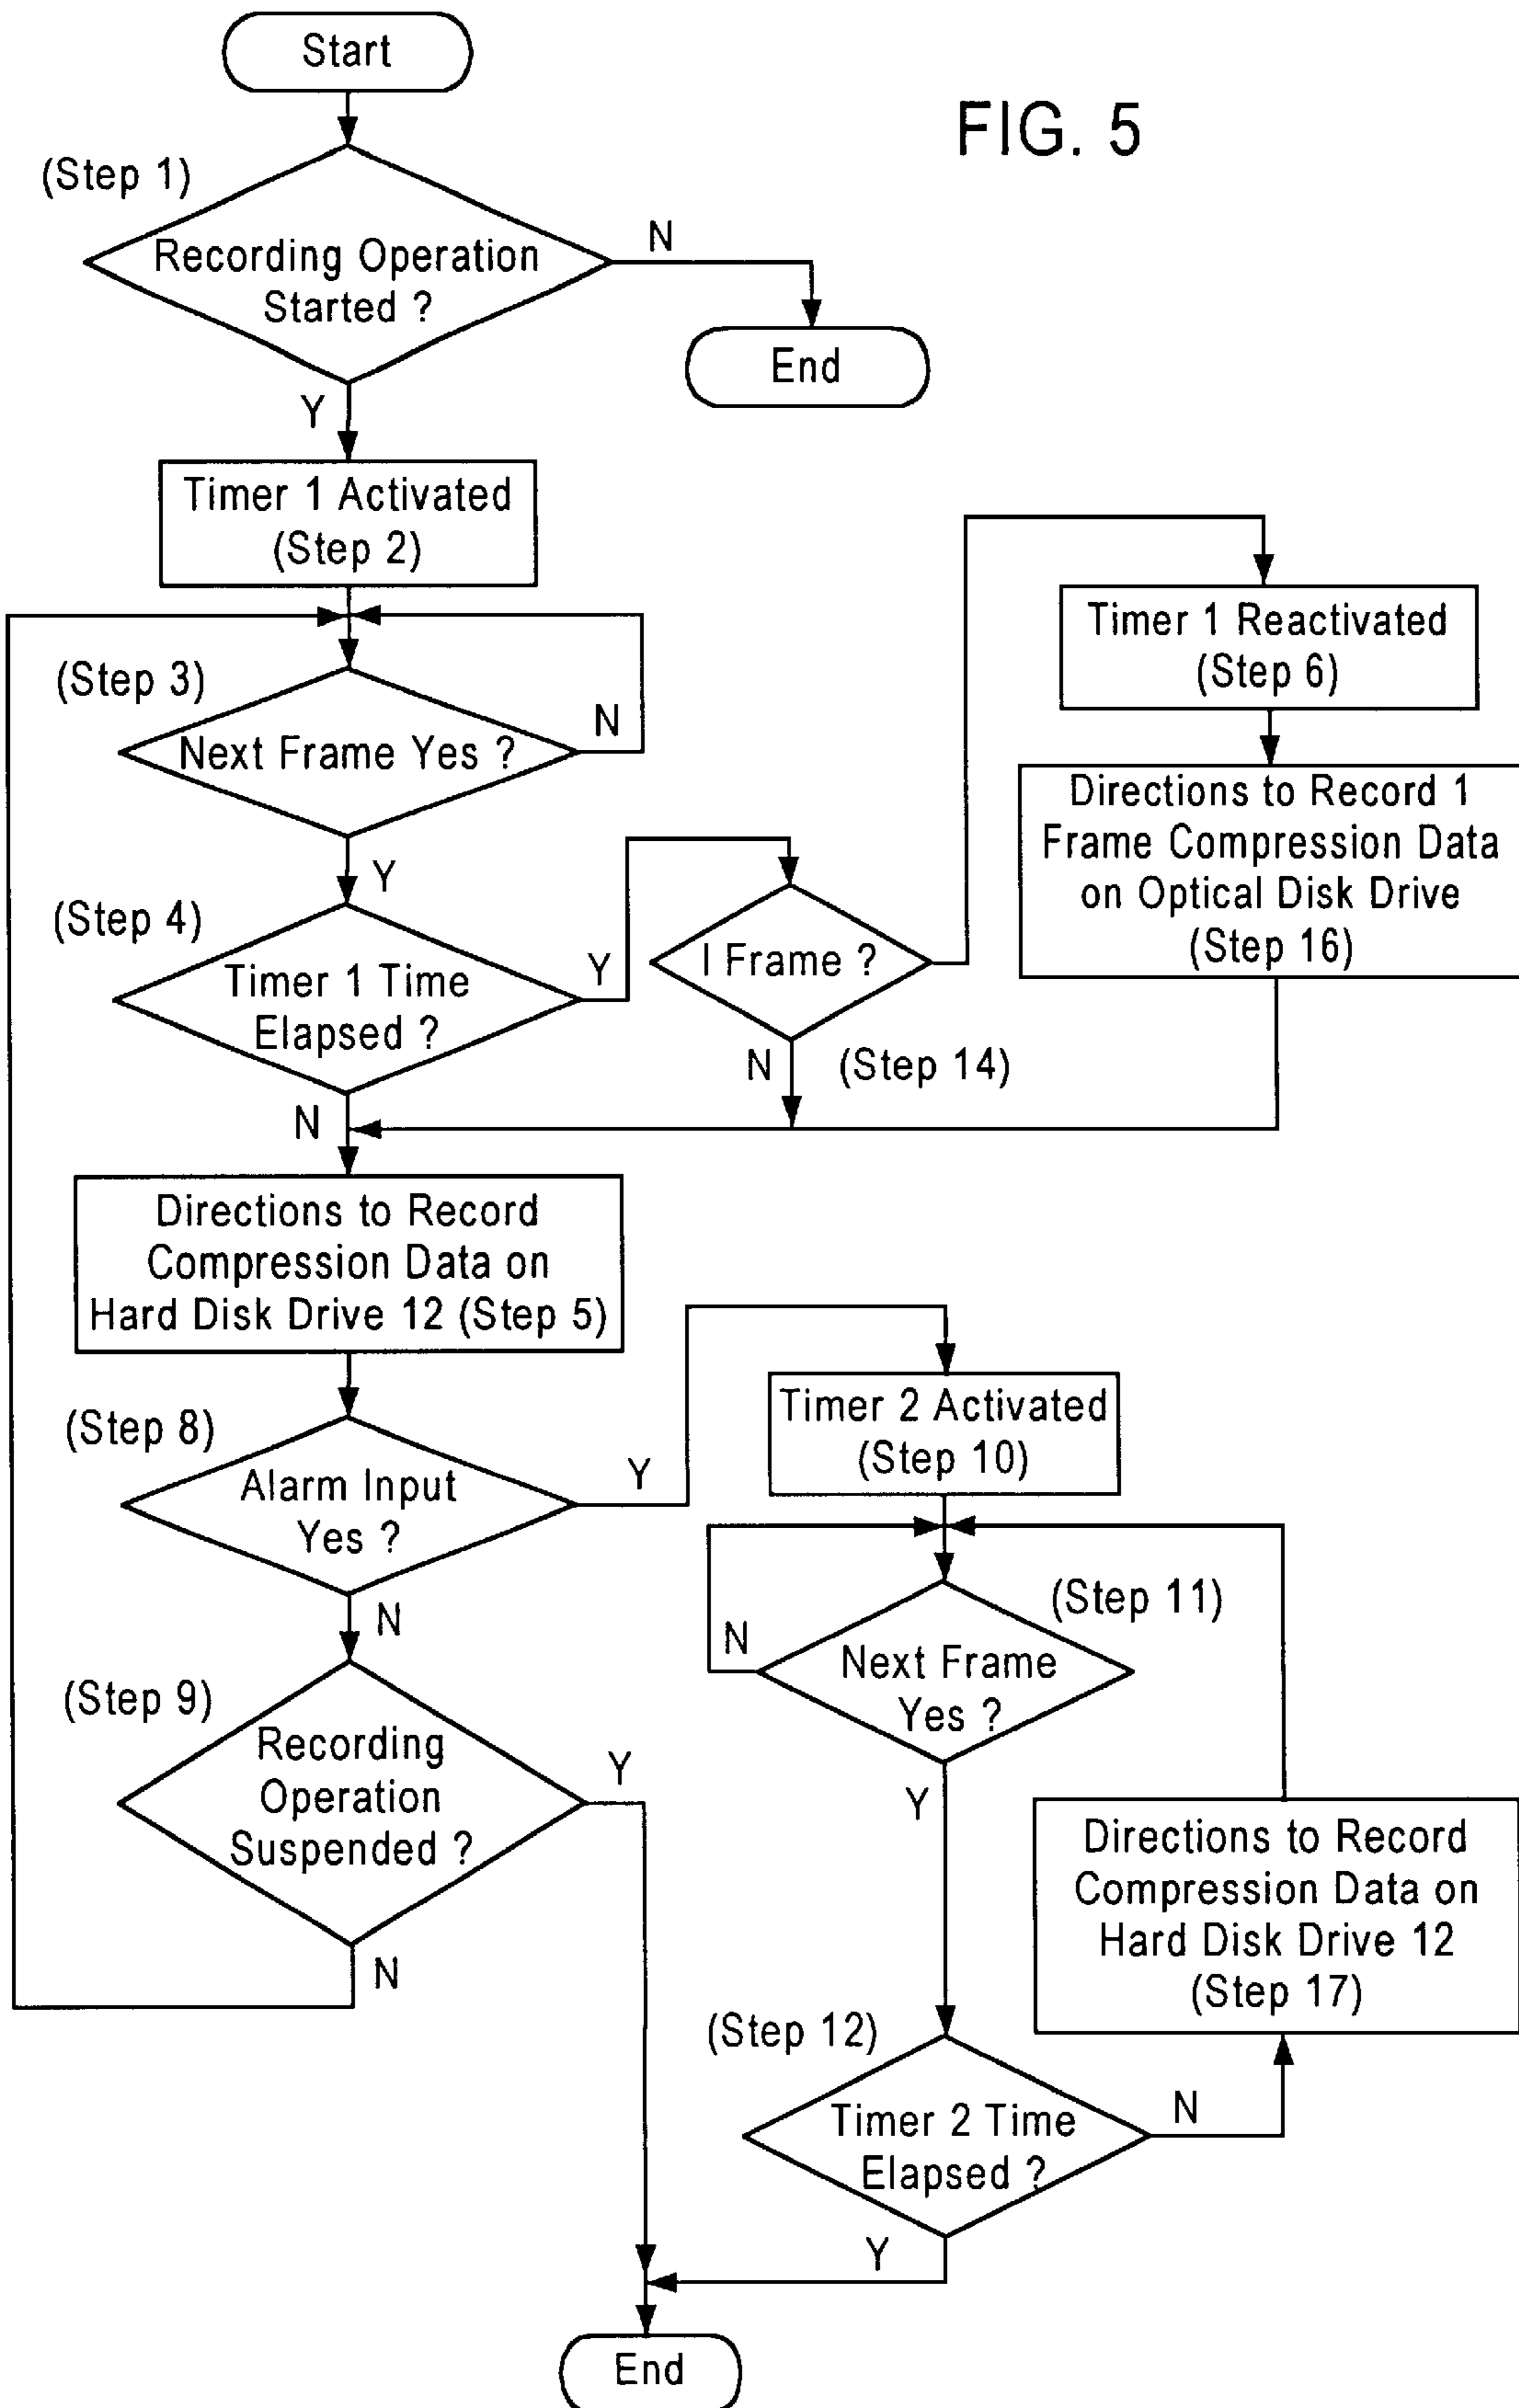 Start
FIG. 5
(Step 1)
Recording Operation
Started ?
N
End
Y
Timer 1 Activated
(Step 2)
(Step 3)
Next Frame Yes ?
N
Y
(Step 4)
Timer 1 Time
Elapsed ?
Y
I Frame ?
N
(Step 14)
Timer 1 Reactivated
(Step 6)
Directions to Record 1
Frame Compression Data
on Optical Disk Drive
(Step 16)
N
Directions to Record
Compression Data on
Hard Disk Drive 12 (Step 5)
(Step 8)
Alarm Input
Yes ?
Y
N
(Step 9)
Recording
Operation
Suspended ?
Y
N
Timer 2 Activated
(Step 10)
(Step 11)
Next Frame
Yes ?
N
Y
Directions to Record
Compression Data on
Hard Disk Drive 12
(Step 17)
(Step 12)
Timer 2 Time
Elapsed ?
N
Y
End